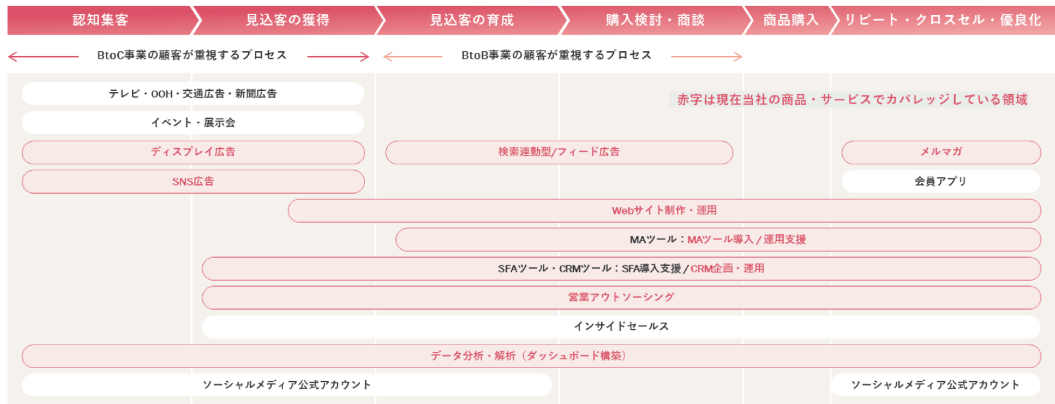 認知集客
見込客の獲得
見込客の育成
購入検討・商談
商品購入
リピート・クロスセル・優良化
BtoC事業の顧客が重視するプロセス
BtoB事業の顧客が重視するプロセス
テレビ・OOH・交通広告・新聞広告
赤字は現在当社の商品・サービスでカバレッジしている領域
イベント・展示会
ディスプレイ広告
検索連動型/フィード広告
メルマガ
SNS広告
会員アプリ
Webサイト制作・運用
MAツール：MAツール導入 / 運用支援
SFAツール・CRMツール：SFA導入支援 / CRM企画・運用
営業アウトソーシング
インサイドセールス
データ分析・解析（ダッシュボード構築）
ソーシャルメディア公式アカウント
ソーシャルメディア公式アカウント